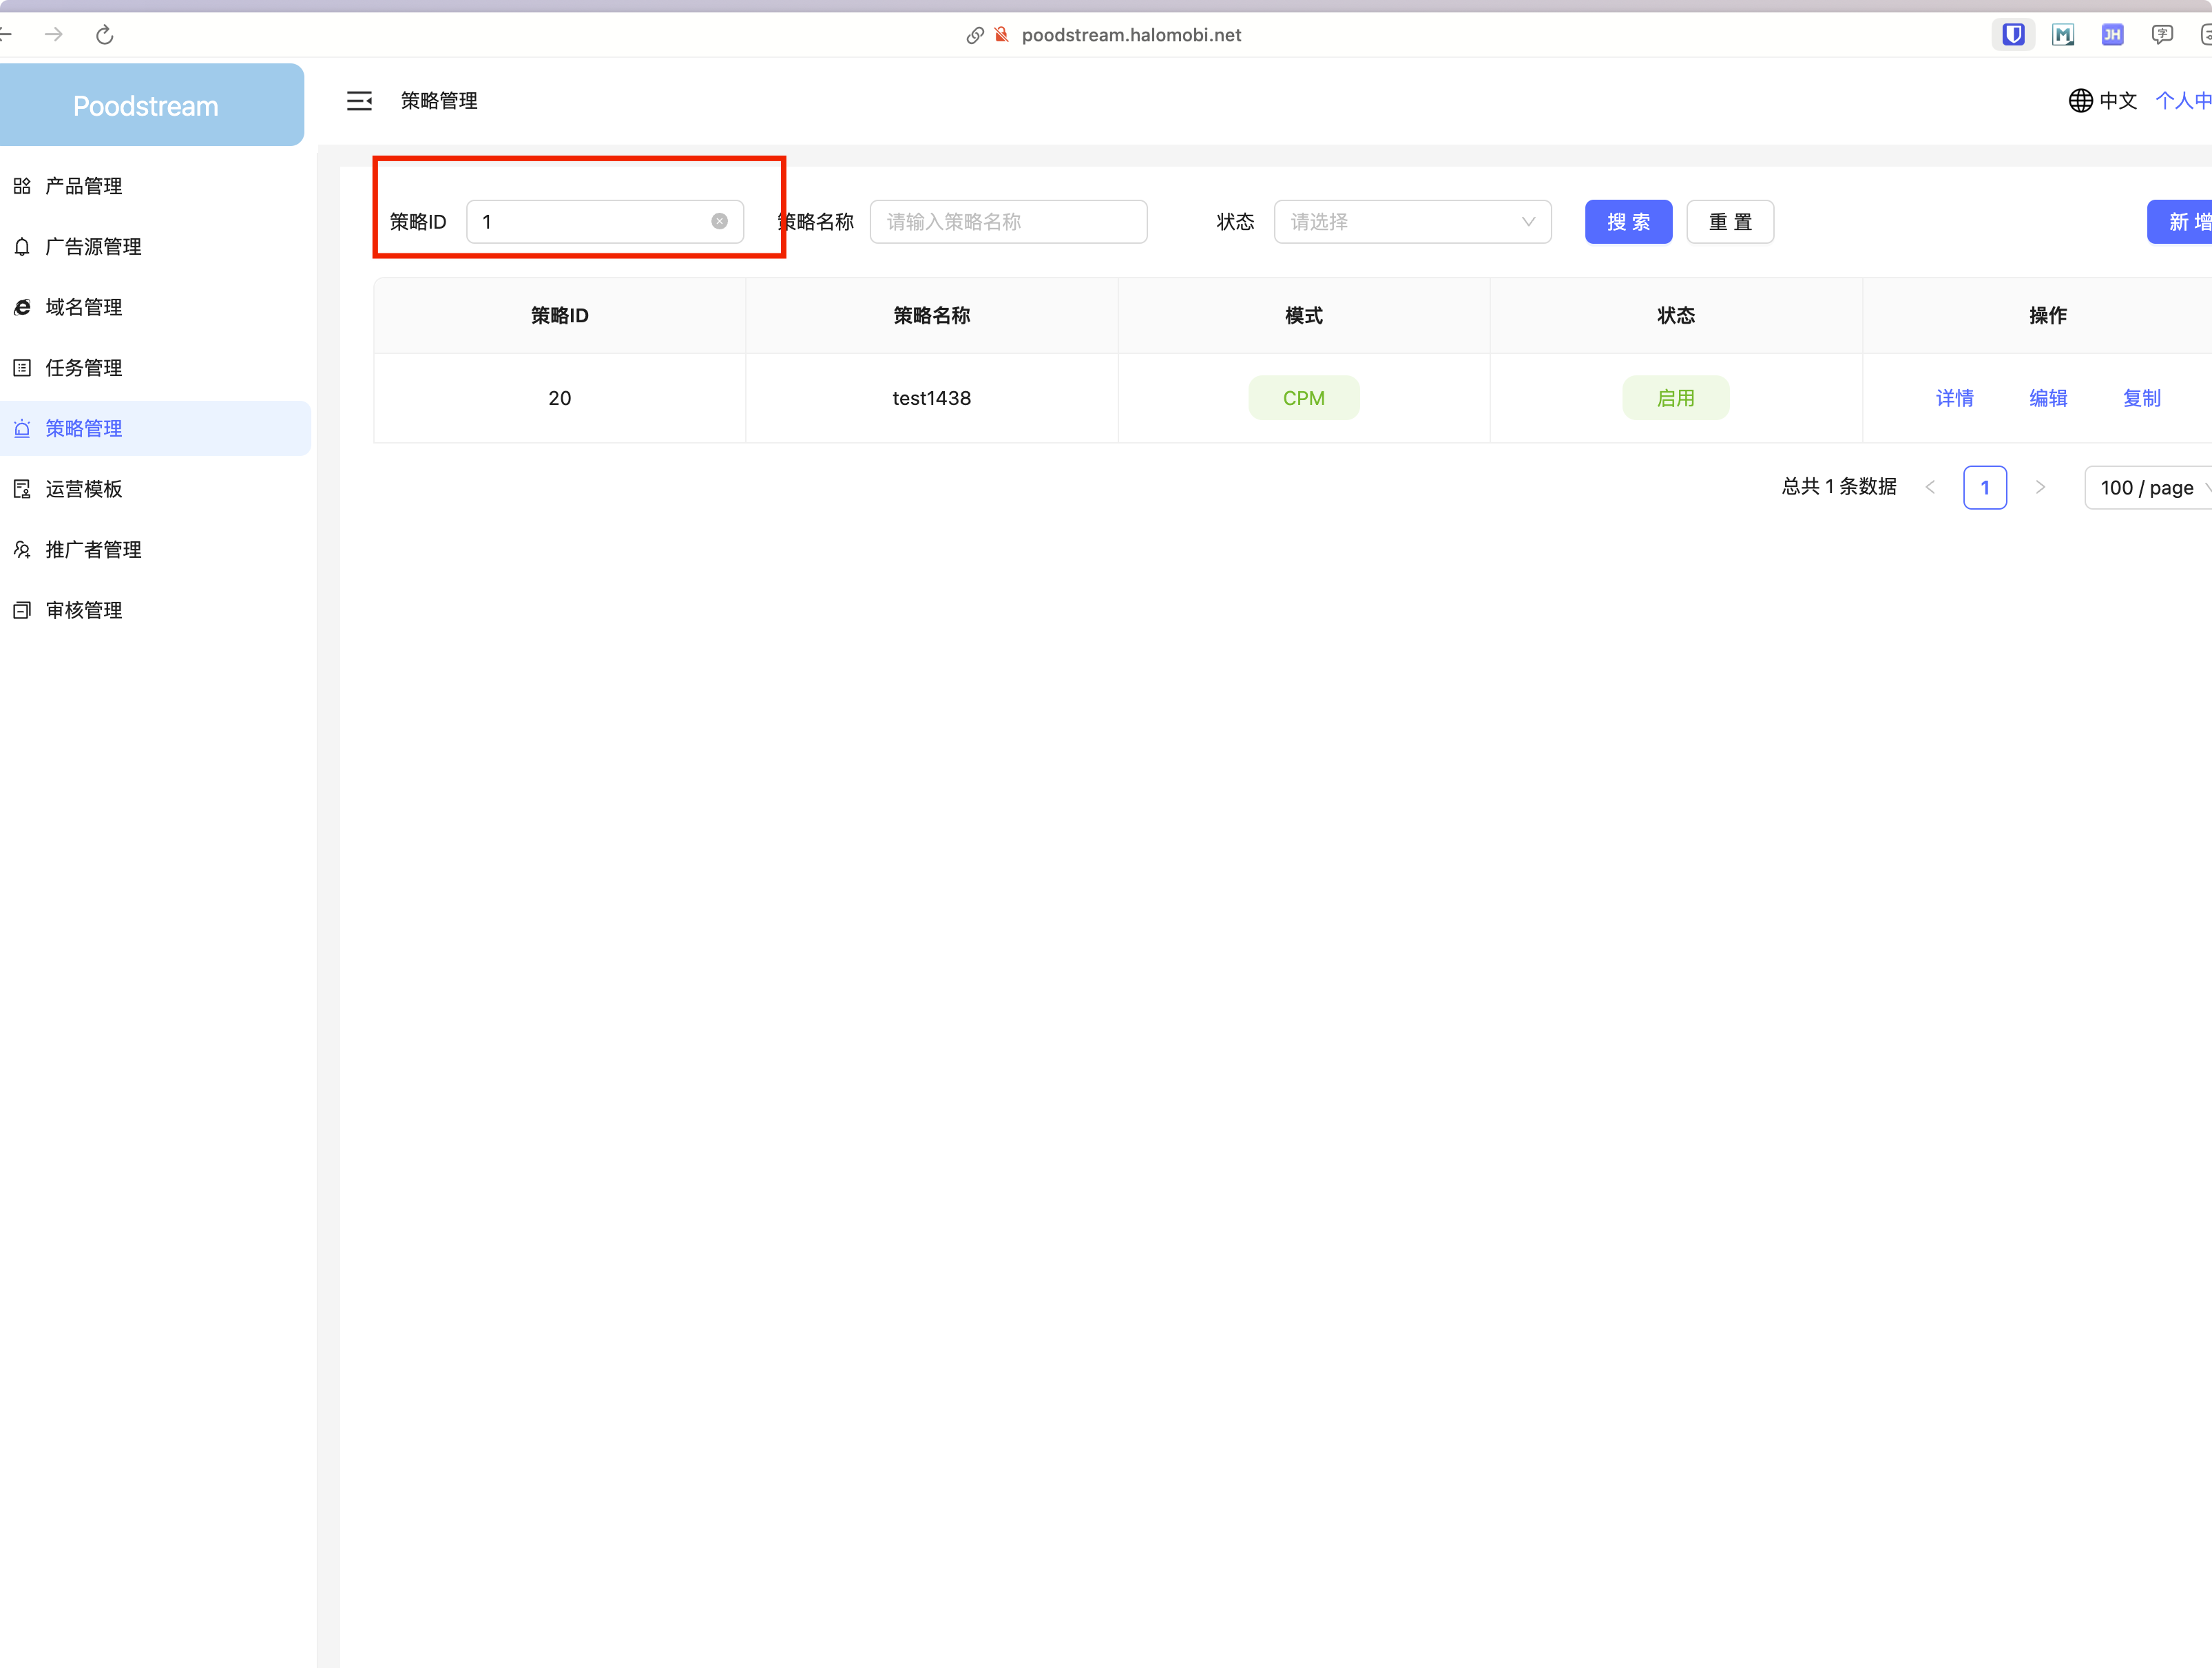 poodstream.halomobi.net
Poodstream
策略管理
中文
个人中
产品管理
广告源管理
域名管理
任务管理
策略管理
运营模板
推广者管理
审核管理
策略ID
1
策略名称
请输入策略名称
状态
请选择
搜 索
重 置
新 增
策略ID
策略名称
模式
状态
操作
20
test1438
CPM
启用
详情
编辑
复制
总共 1 条数据
1
100 / page